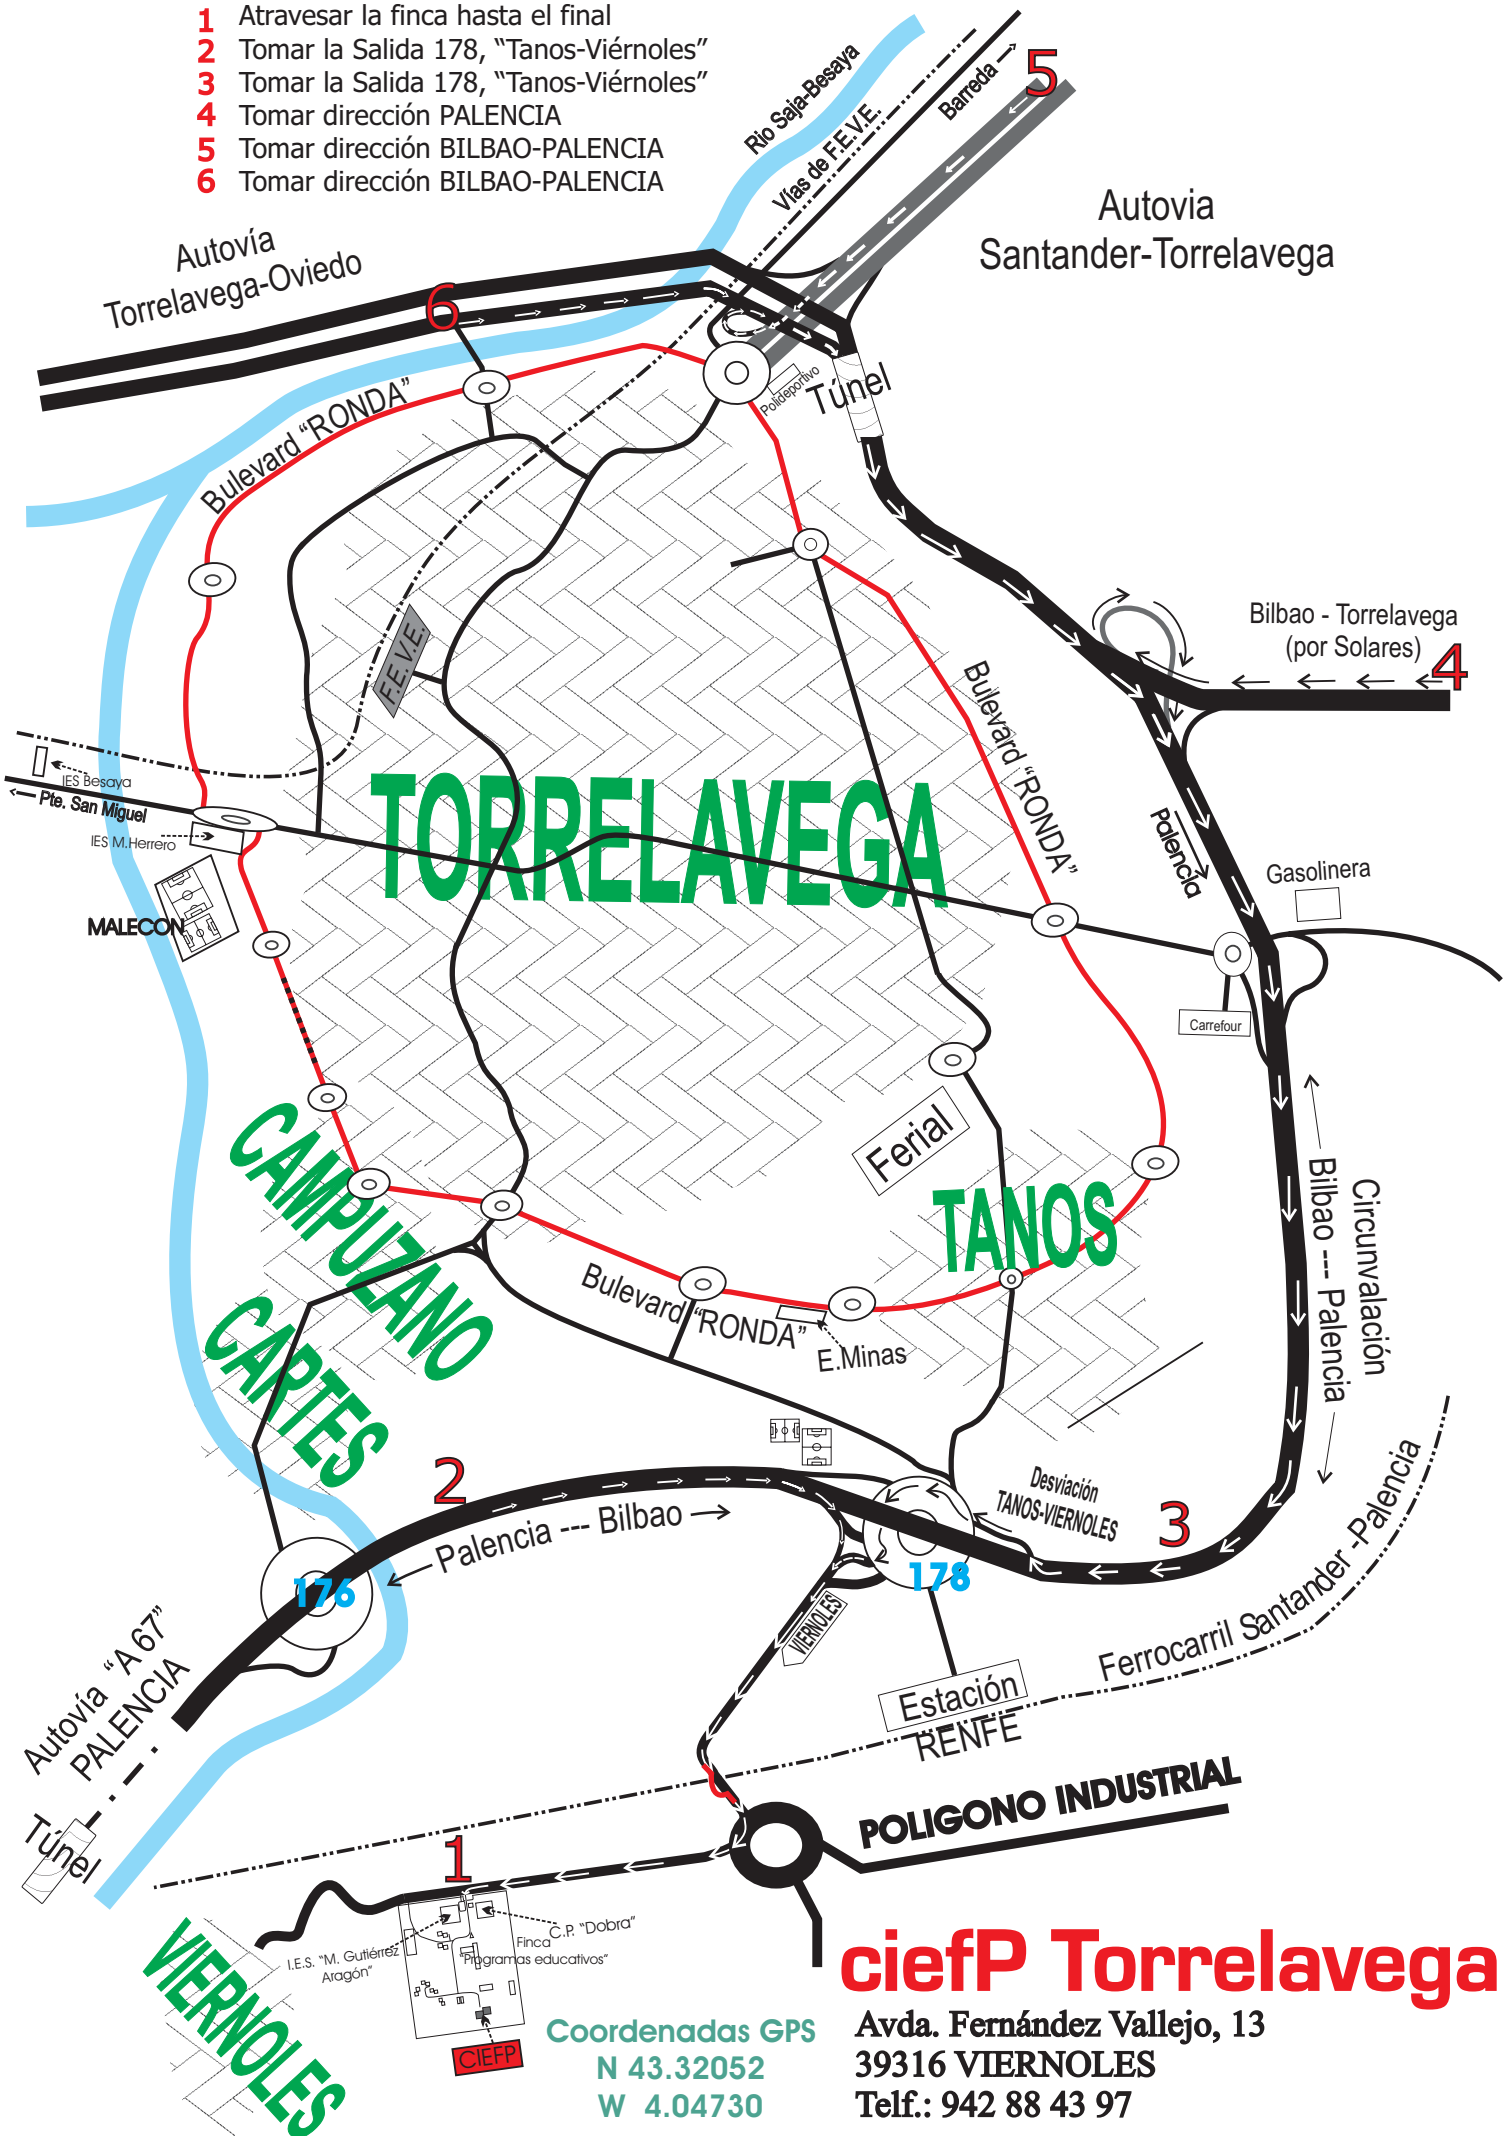 1 Atravesar la finca hasta el final
2 Tomar la Salida 178, “Tanos-Viérnoles”
3 Tomar la Salida 178, “Tanos-Viérnoles”
4 Tomar dirección PALENCIA
5 Tomar dirección BILBAO-PALENCIA
6 Tomar dirección BILBAO-PALENCIA
Rio Saja-Besaya
Vías de F.E.V.E.
Barreda
5
Autovia
Santander-Torrelavega
Autovía
Torrelavega-Oviedo
6
Bulevard “RONDA”
Polideportivo
Túnel
F.E.V.E.
Bilbao - Torrelavega
(por Solares)
4
Bulevard “RONDA”
IES Besaya
Pte. San Miguel
IES M.Herrero
TORRELAVEGA
Palencia
Gasolinera
MALECON
Carrefour
CAMPUZANO
Ferial
TANOS
Circunvalación
Bilbao ---- Palencia
CARTES
Bulevard “RONDA”
E.Minas
2
Palencia --- Bilbao
Desviación
TANOS-VIERNOLES
3
176
178
VIERNOLES
Ferrocarril Santander -Palencia
Autovía “A 67”
PALENCIA
Estación
RENFE
Túnel
POLIGONO INDUSTRIAL
1
I.E.S. “M. Gutiérrez
Aragón”
C.P. “Dobra”
Finca
“Programas educativos”
VIERNOLES
CIEFP
ciefP Torrelavega
Avda. Fernández Vallejo, 13
39316 VIERNOLES
Telf.: 942 88 43 97
Coordenadas GPS
N 43.32052
W 4.04730